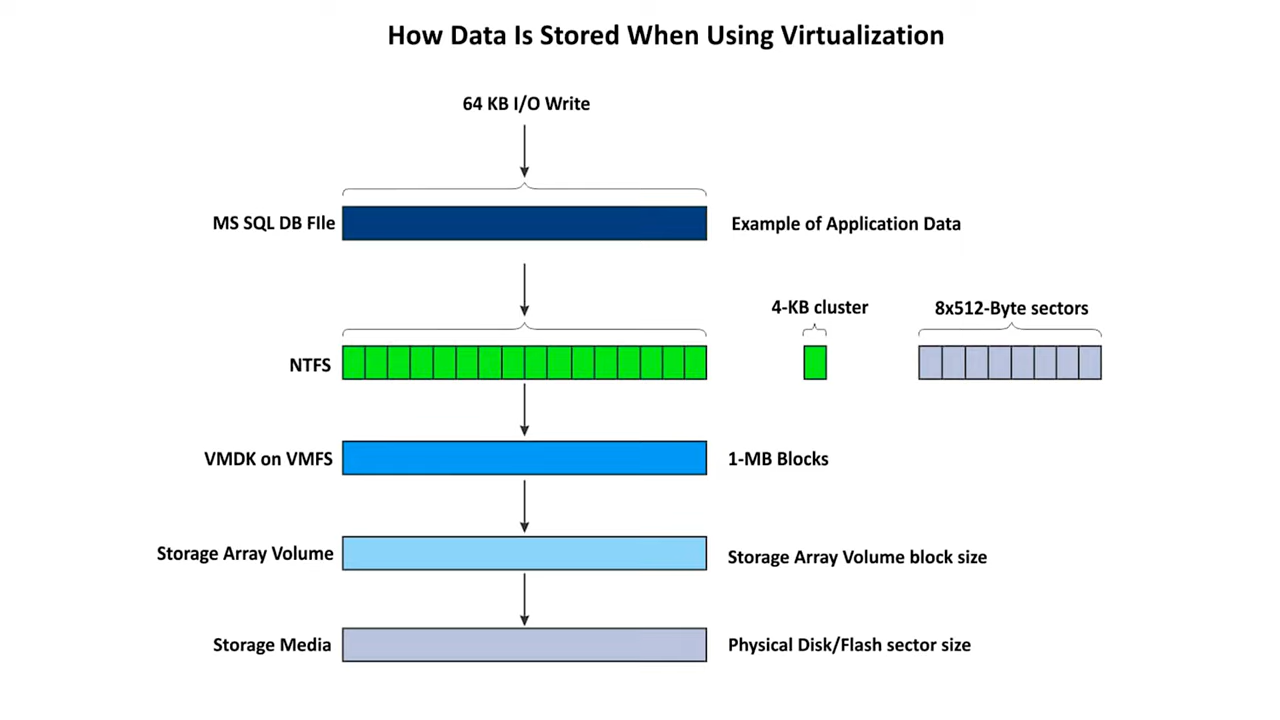 How Data Is Stored When Using Virtualization
64 KB I/O Write
MS SQL DB FIle
Example of Application Data
4-KB cluster
8x512-Byte sectors
NTFS
VMDK on VMFS
1-MB Blocks
Storage Array Volume
Storage Array Volume block size
Storage Media
Physical Disk/Flash sector size